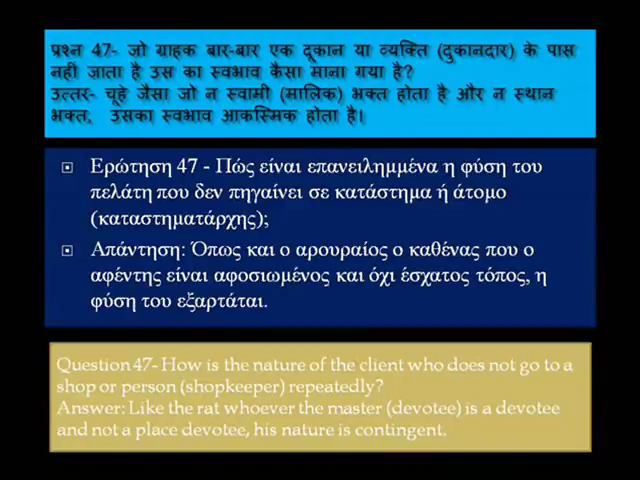 प्रश्न 47- जो ग्राहक बार-बार एक दूकान या व्यक्ति (दुकानदार) के पास
नही जाता है उस का स्वभाव कैसा माना गया है?
उत्तर- चूहे जैसा जो न स्वामी (मालिक) भक्त होता है और न स्थान
भक्त, उसका स्वभाव आकस्मिक होता है।
Ερώτηση 47 - Πώς είναι επανειλημμένα η φύση του
πελάτη που δεν πηγαίνει σε κατάστημα ή άτομο
(καταστηματάρχης);
Απάντηση: Όπως και ο αρουραίος ο καθένας που ο
αφέντης είναι αφοσιωμένος και όχι έσχατος τόπος, η
φύση του εξαρτάται.
Question 47- How is the nature of the client who does not go to a
shop or person (shopkeeper) repeatedly?
Answer: Like the rat whoever the master (devotee) is a devotee
and not a place devotee, his nature is contingent.